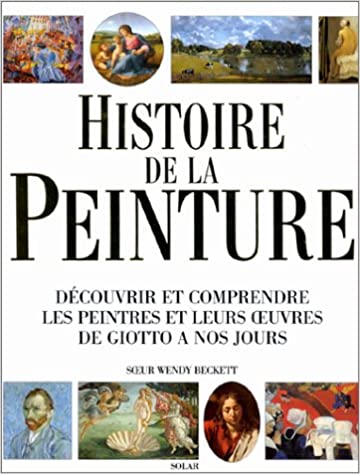 HISTOIRE
DE LA
PEINTURE
DÉCOUVRIR ET COMPRENDRE
LES PEINTRES ET LEURS ŒUVRES
DE GIOTTO A NOS JOURS
SŒUR WENDY BECKETT
SOLAR